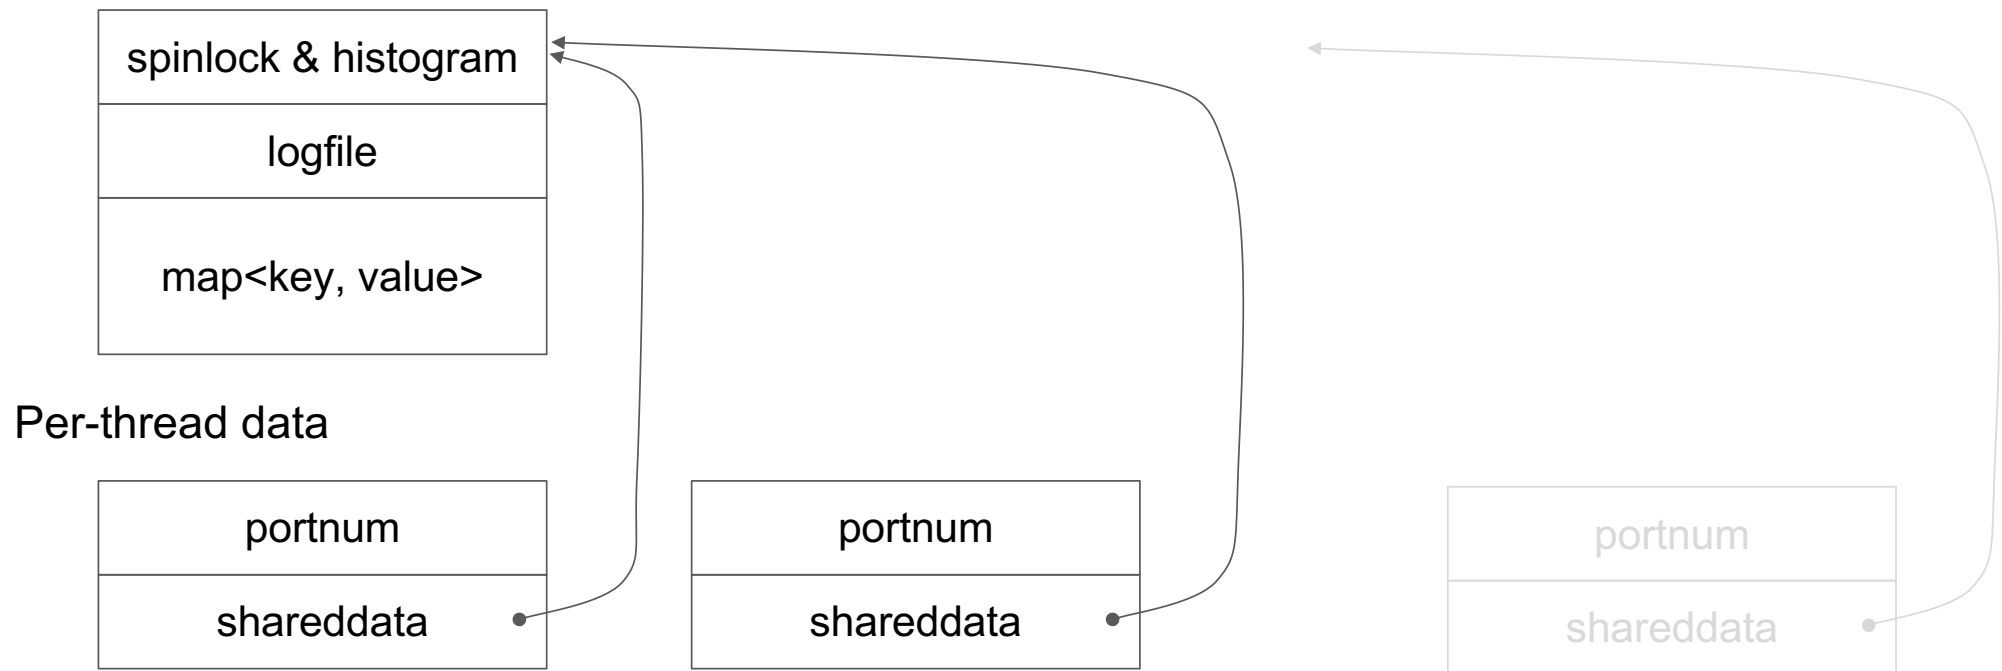 spinlock & histogram
logfile
map<key, value>
Per-thread data
portnum
shareddata
portnum
shareddata
portnum
shareddata